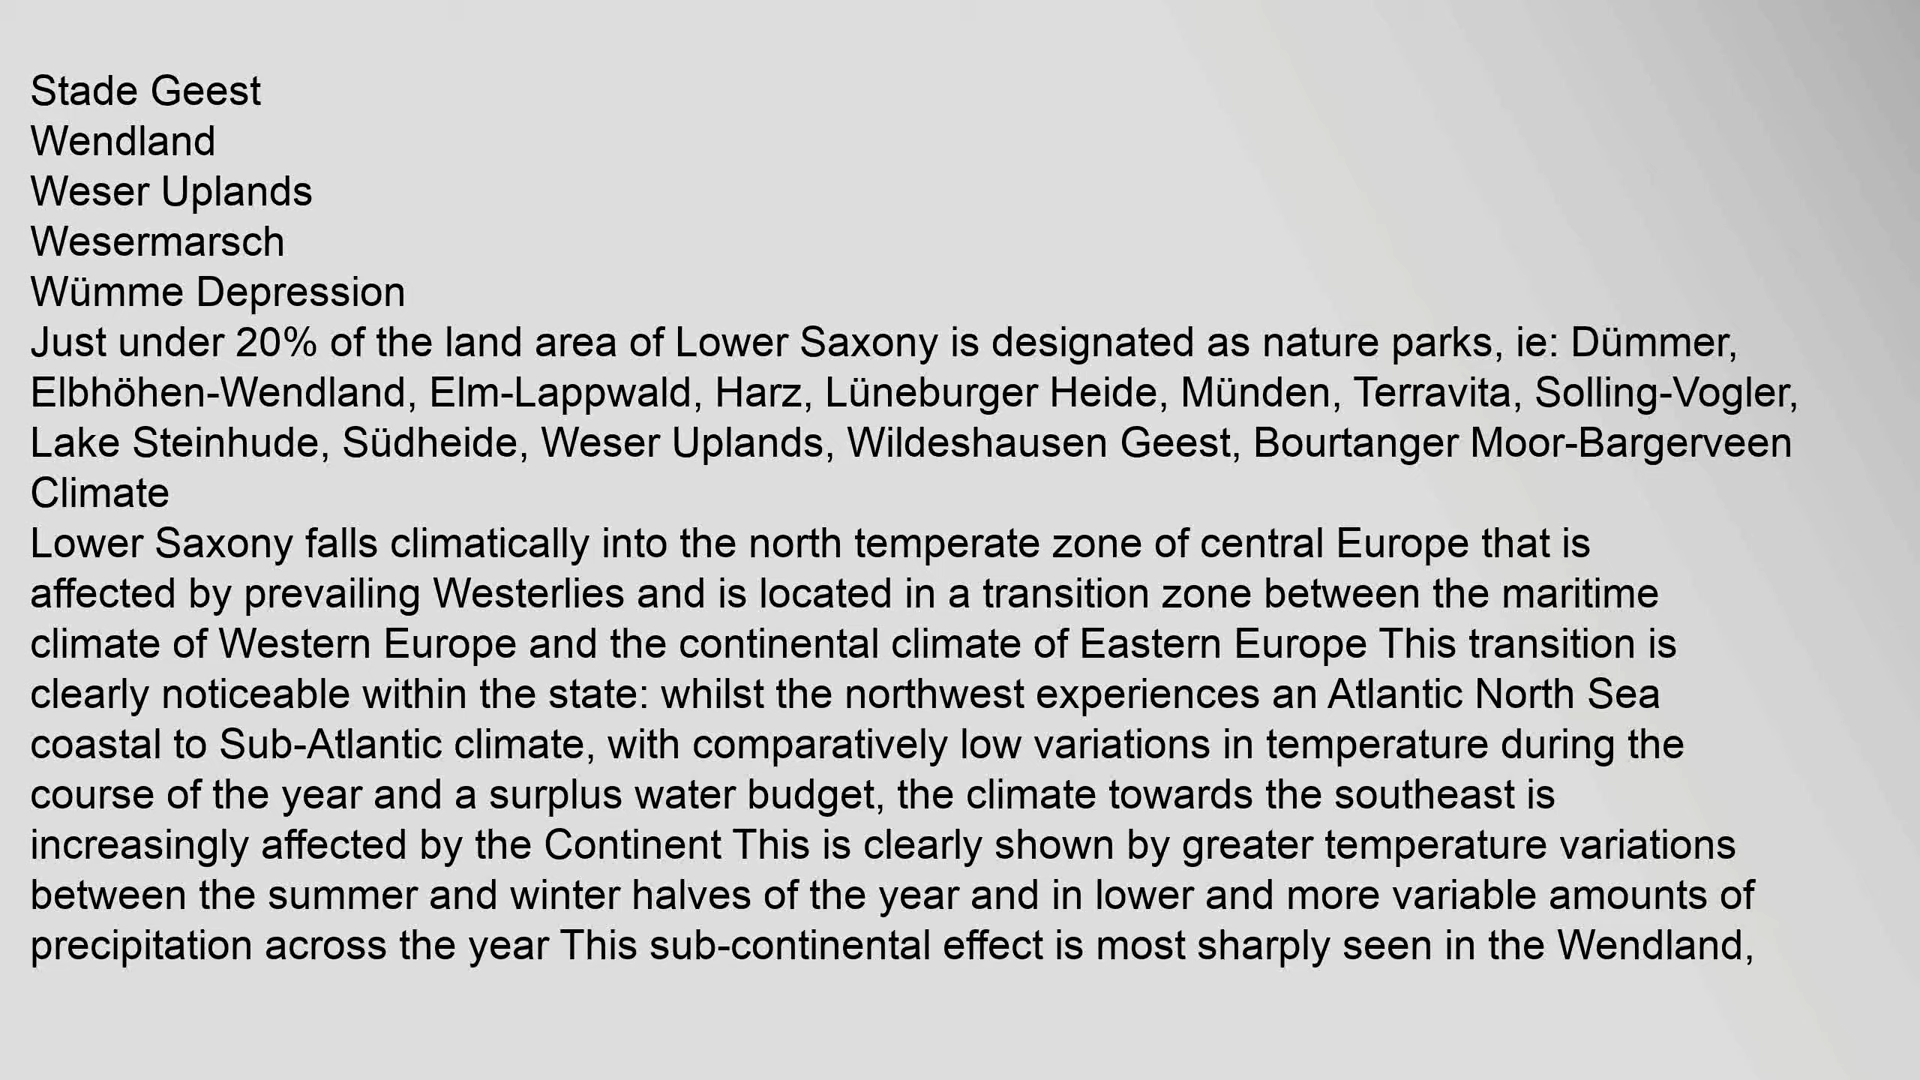 Stade Geest
Wendland
Weser Uplands
Wesermarsch
Wümme Depression
Just under 20% of the land area of Lower Saxony is designated as nature parks, ie: Dümmer,
Elbhöhen-Wendland, Elm-Lappwald, Harz, Lüneburger Heide, Münden, Terravita, Solling-Vogler,
Lake Steinhude, Südheide, Weser Uplands, Wildeshausen Geest, Bourtanger Moor-Bargerveen
Climate
Lower Saxony falls climatically into the north temperate zone of central Europe that is
affected by prevailing Westerlies and is located in a transition zone between the maritime
climate of Western Europe and the continental climate of Eastern Europe This transition is
clearly noticeable within the state: whilst the northwest experiences an Atlantic North Sea
coastal to Sub-Atlantic climate, with comparatively low variations in temperature during the
course of the year and a surplus water budget, the climate towards the southeast is
increasingly affected by the Continent This is clearly shown by greater temperature variations
between the summer and winter halves of the year and in lower and more variable amounts of
precipitation across the year This sub-continental effect is most sharply seen in the Wendland,